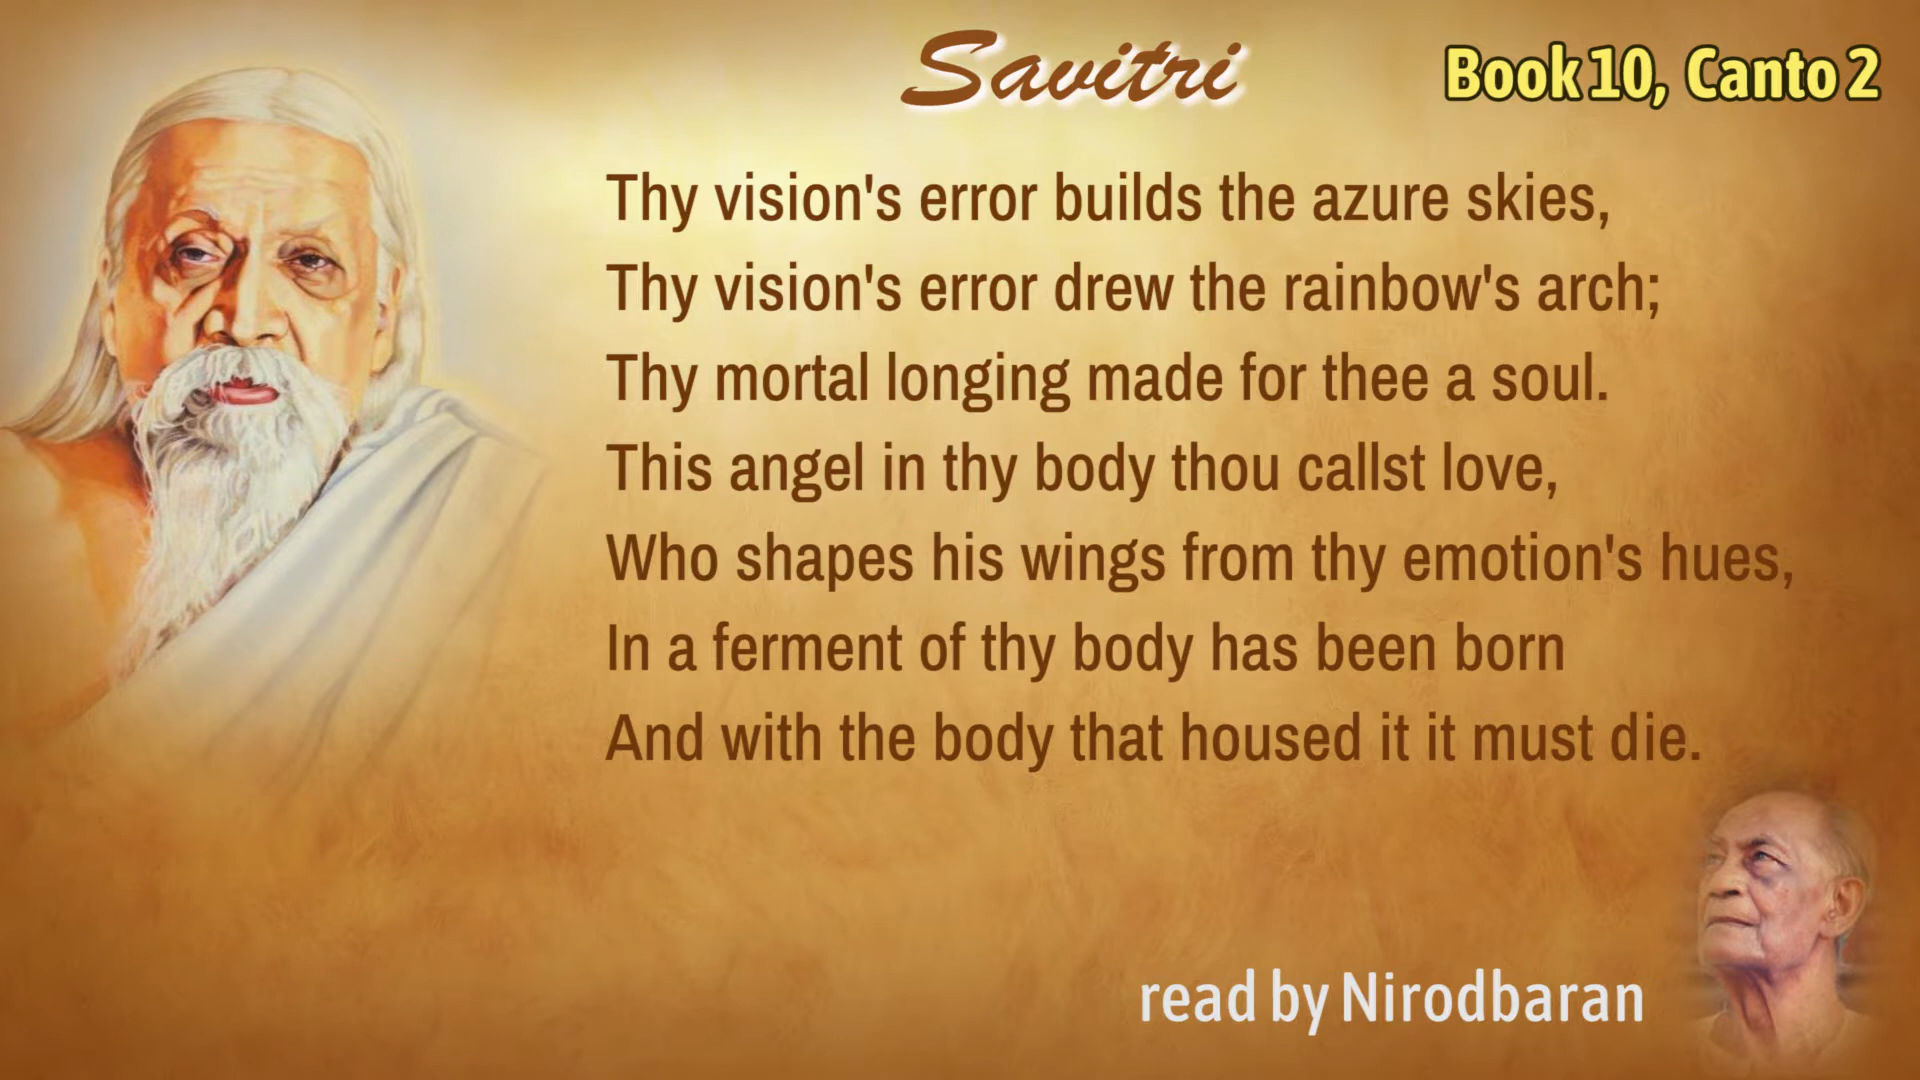 Savitri
Book 10, Canto 2
Thy vision's error builds the azure skies,
Thy vision's error drew the rainbow's arch;
Thy mortal longing made for thee a soul.
This angel in thy body thou callst love,
Who shapes his wings from thy emotion's hues,
In a ferment of thy body has been born
And with the body that housed it it must die.
read by Nirodbaran